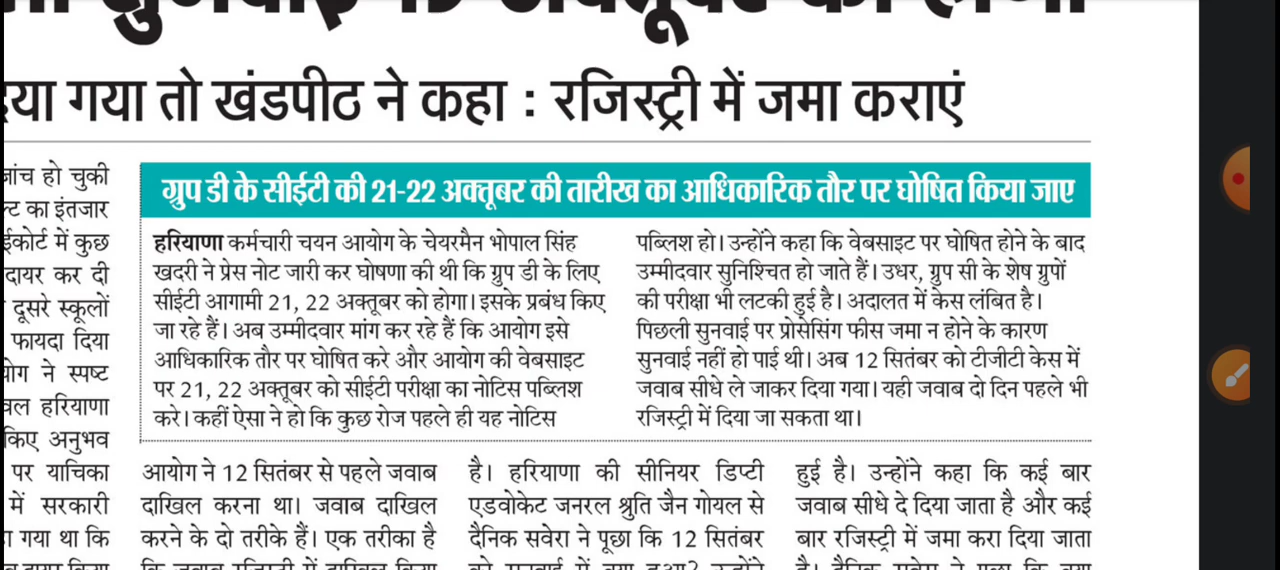 सुनवाई 19 अक्तूबर को
गया तो खंडपीठ ने कहा : रजिस्ट्री में जमा कराएं
हो चुकी
का इंतजार
में कुछ
दायर कर दी
दूसरे स्कूलों
फायदा दिया
ने स्पष्ट
हरियाणा
किए अनुभव
पर याचिका
में सरकारी
गया था कि
ग्रुप डी के सीईटी की 21-22 अक्तूबर की तारीख का आधिकारिक तौर पर घोषित किया जाए
हरियाणा कर्मचारी चयन आयोग के चेयरमैन भोपाल सिंह
खदरी ने प्रेस नोट जारी कर घोषणा की थी कि ग्रुप डी के लिए
सीईटी आगामी 21, 22 अक्तूबर को होगा। इसके प्रबंध किए
जा रहे हैं। अब उम्मीदवार मांग कर रहे हैं कि आयोग इसे
आधिकारिक तौर पर घोषित करे और आयोग की वेबसाइट
पर 21, 22 अक्तूबर को सीईटी परीक्षा का नोटिस पब्लिश
करे। कहीं ऐसा ने हो कि कुछ रोज पहले ही यह नोटिस
पब्लिश हो। उन्होंने कहा कि वेबसाइट पर घोषित होने के बाद
उम्मीदवार सुनिश्चित हो जाते हैं। उधर, ग्रुप सी के शेष ग्रुपों
की परीक्षा भी लटकी हुई है। अदालत में केस लंबित है।
पिछली सुनवाई पर प्रोसेसिंग फीस जमा न होने के कारण
सुनवाई नहीं हो पाई थी। अब 12 सितंबर को टीजीटी केस में
जवाब सीधे ले जाकर दिया गया। यही जवाब दो दिन पहले भी
रजिस्ट्री में दिया जा सकता था।
आयोग ने 12 सितंबर से पहले जवाब
दाखिल करना था। जवाब दाखिल
करने के दो तरीके हैं। एक तरीका है
है। हरियाणा की सीनियर डिप्टी
एडवोकेट जनरल श्रुति जैन गोयल से
दैनिक सवेरा ने पूछा कि 12 सितंबर
हुई है। उन्होंने कहा कि कई बार
जवाब सीधे दे दिया जाता है और कई
बार रजिस्ट्री में जमा करा दिया जाता